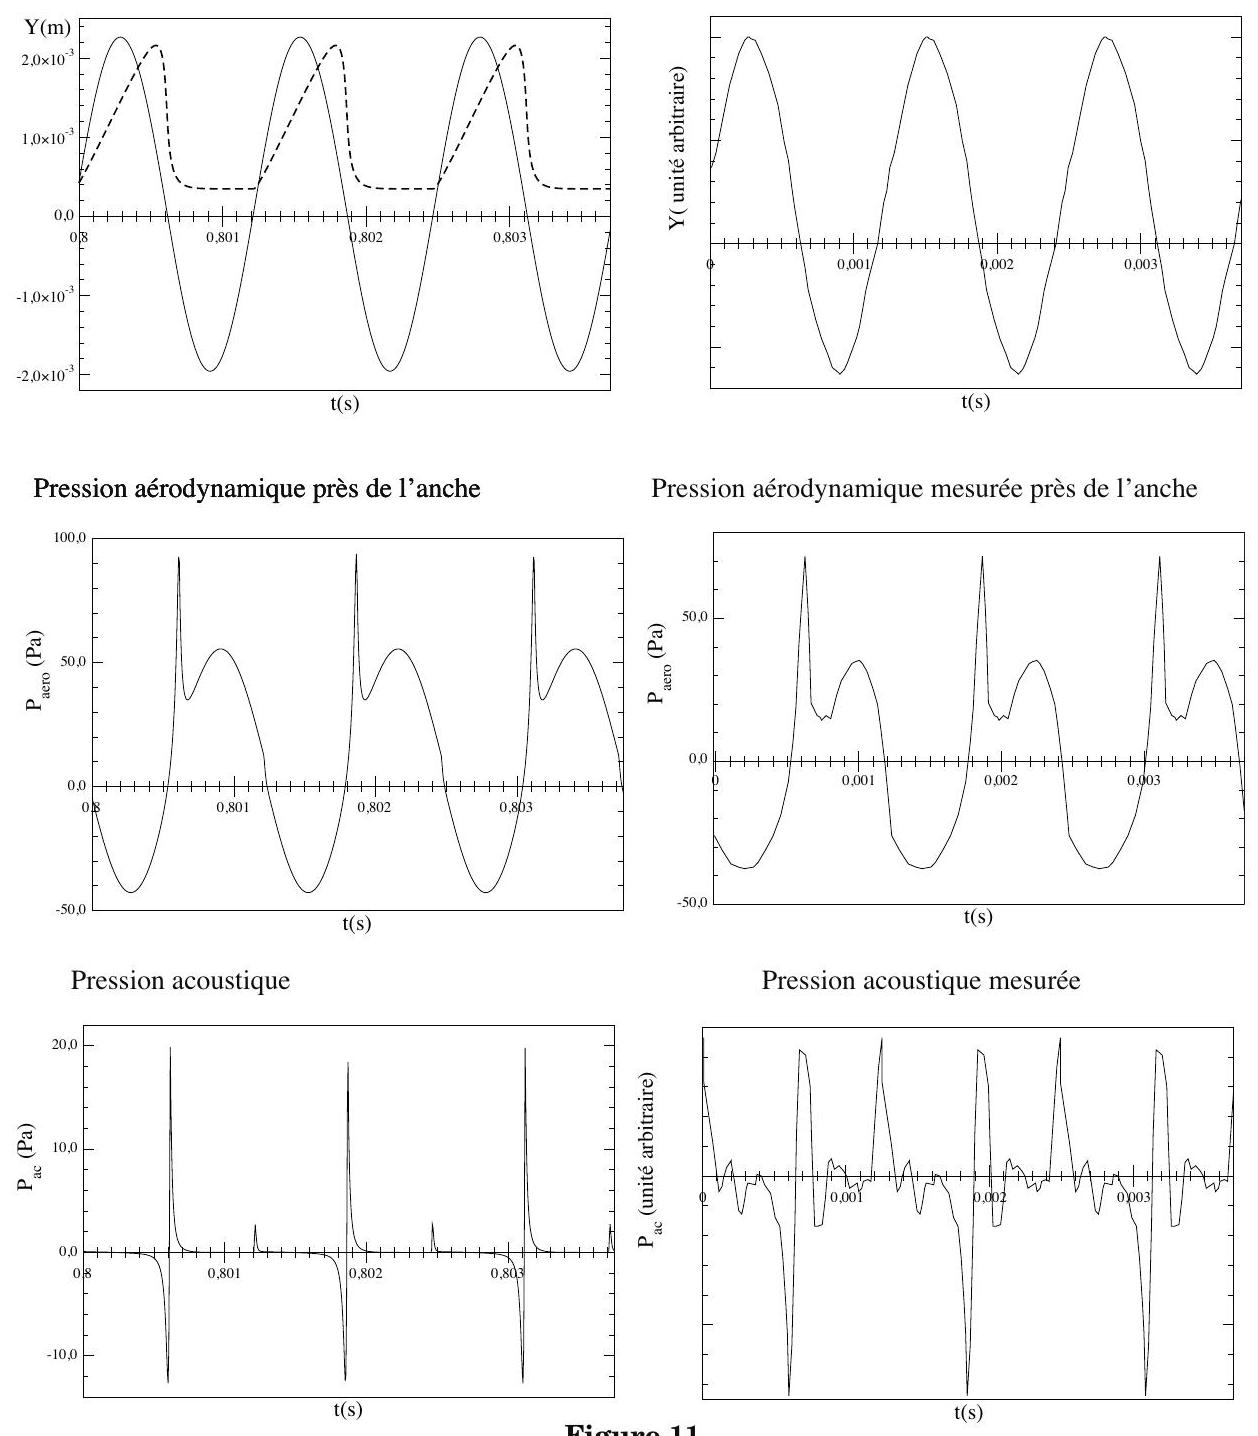 Y(m)
2,0×10⁻³
1,0×10⁻³
0,0
-1,0×10⁻³
-2,0×10⁻³
0,8
0,801
0,802
0,803
t(s)
Y( unité arbitraire)
0
0,001
0,002
0,003
t(s)
Pression aérodynamique près de l'anche
100,0
50,0
0,0
-50,0
P aero (Pa)
0,8
0,801
0,802
0,803
t(s)
Pression aérodynamique mesurée près de l'anche
50,0
0,0
-50,0
P aero (Pa)
0
0,001
0,002
0,003
t(s)
Pression acoustique
20,0
10,0
0,0
-10,0
P ac (Pa)
0,8
0,801
0,802
0,803
t(s)
Pression acoustique mesurée
P ac (unité arbitraire)
0
0,001
0,002
0,003
t(s)
Figure 11